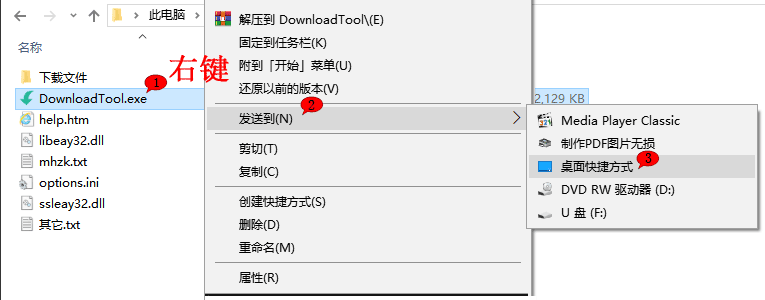 此电脑
名称
下载文件
DownloadTool.exe
help.htm
libeay32.dll
mhzk.txt
options.ini
ssleay32.dll
其它.txt
1
右键
解压到 DownloadTool\(E)
固定到任务栏(K)
附到「开始」菜单(U)
还原以前的版本(V)
2
发送到(N)
剪切(T)
复制(C)
创建快捷方式(S)
删除(D)
重命名(M)
属性(R)
2,129 KB
Media Player Classic
制作PDF图片无损
桌面快捷方式
3
DVD RW 驱动器 (D:)
U 盘 (F:)